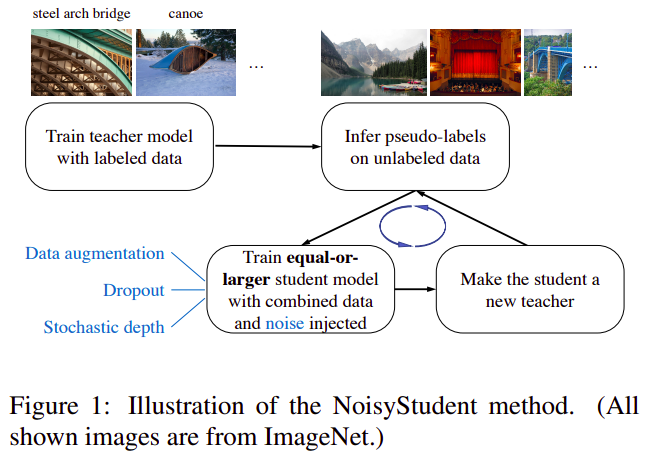 steel arch bridge
canoe
...
...
Train teacher model
with labeled data
Infer pseudo-labels
on unlabeled data
Data augmentation
Dropout
Stochastic depth
Train equal-or-
larger student model
with combined data
and noise injected
Make the student a
new teacher
Figure 1: Illustration of the NoisyStudent method. (All
shown images are from ImageNet.)